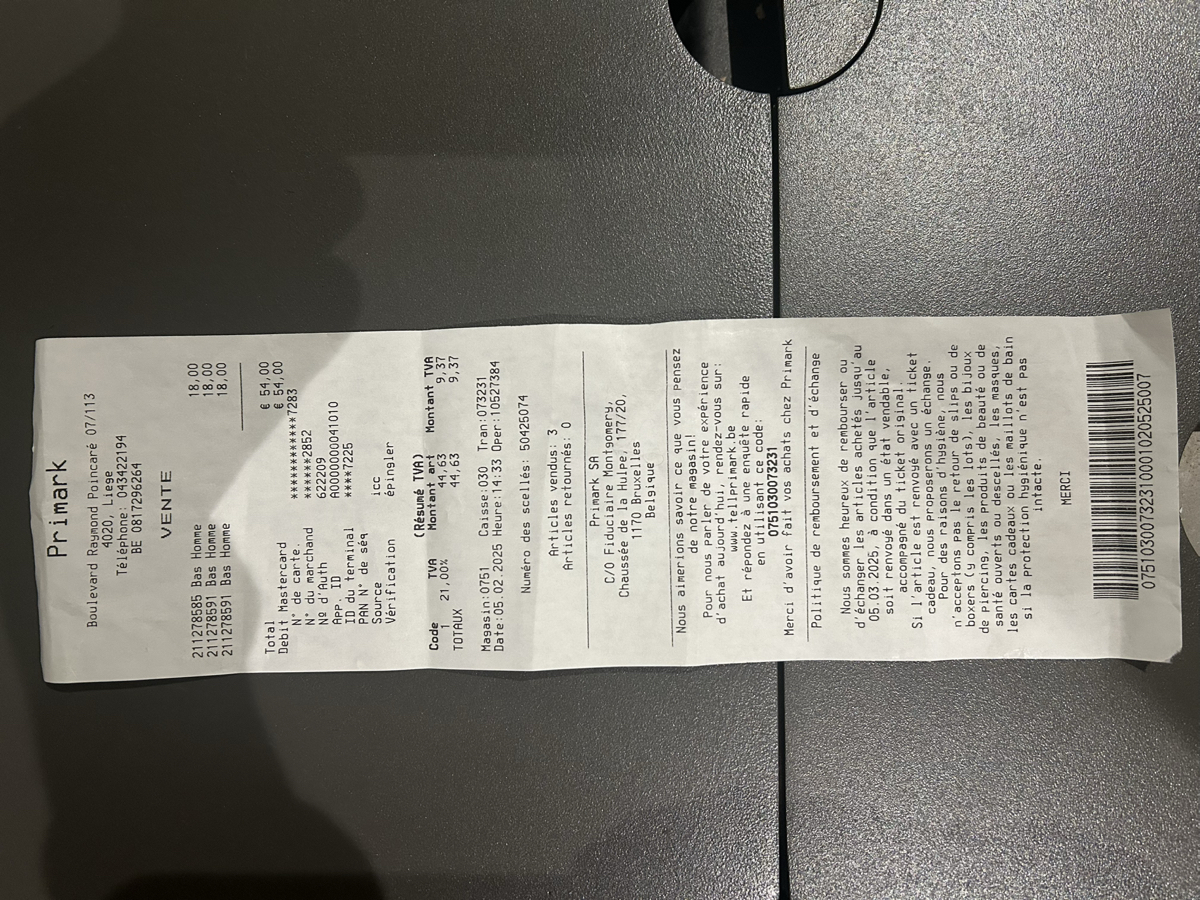 Primark
Boulevard Raymond Poincaré 07/113
4020, Liege
Téléphone: 043422194
BE 0817296264
VENTE
211278585 Bas Homme 18,00
211278591 Bas Homme 18,00
211278591 Bas Homme 18,00
Total € 54,00
Debit Mastercard € 54,00
N° de carte. ************7283
N° du marchand ******2852
Nº d'Auth 622209
App. ID A0000000041010
ID du terminal ****7225
PAN N° de séq
Source icc
Vérification épingler
(Résumé TVA)
Code TVA Montant art Montant TVA
1 21,00% 44,63 9,37
TOTAUX 44,63 9,37
Magasin:0751 Caisse:030 Tran:073231
Date:05.02.2025 Heure:14:33 Oper:10527384
Numéro des scellés: 50425074
Articles vendus: 3
Articles retournés: 0
Primark SA
C/O Fiduciaire Montgomery,
Chaussée de la Hulpe, 177/20,
1170 Bruxelles
Belgique
Nous aimerions savoir ce que vous pensez
de notre magasin!
Pour nous parler de votre expérience
d'achat aujourd'hui, rendez-vous sur:
www.tellprimark.be
Et répondez à une enquête rapide
en utilisant ce code:
0751030073231
Merci d'avoir fait vos achats chez Primark
Politique de remboursement et d'échange
Nous sommes heureux de rembourser ou
d'échanger les articles achetés jusqu'au
05.03.2025, à condition que l'article
soit renvoyé dans un état vendable,
accompagné du ticket original.
Si l'article est renvoyé avec un ticket
cadeau, nous proposerons un échange.
Pour des raisons d'hygiène, nous
n'acceptons pas le retour de slips ou de
boxers (y compris les lots), les bijoux
de piercings, les produits de beauté ou de
santé ouverts ou descellés, les masques,
les cartes cadeaux ou les maillots de bain
si la protection hygiénique n'est pas
intacte.
MERCI
07510300732310001020525007